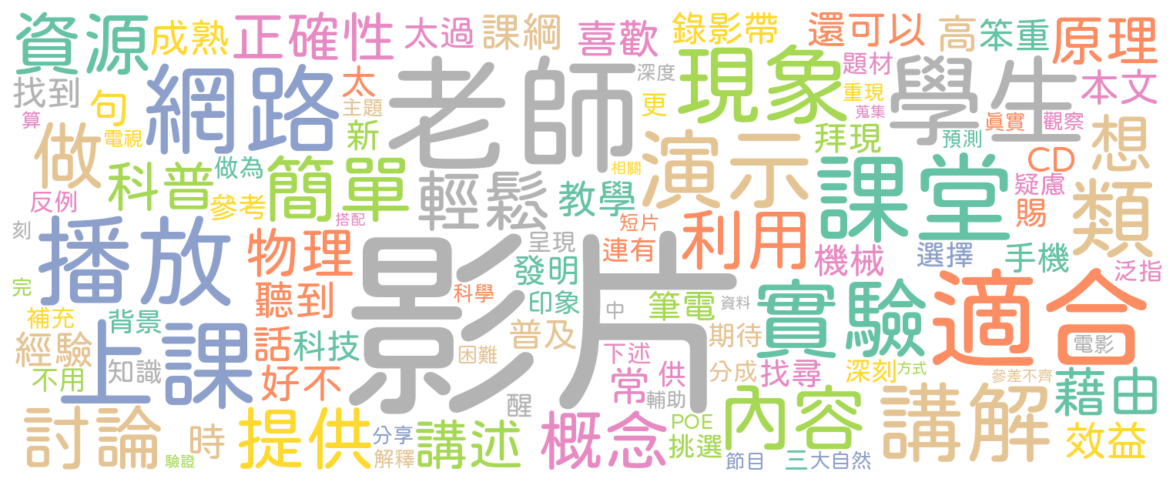 資源
成熟
正確性
太過
課綱
喜歡
錄影帶
還可以
高
笨重
原理
找到
句
網路
太
主題
老師
深度
更
現象
題材
重現
蒐集
學生
本文
算
電視
新
做
科普
做為
簡單
參考
輕鬆
相關
教學
演示
拜現
預測
眞實
觀察
CD
想
課堂
疑慮
賜
類
反例
搭配
刻
播放
物理
聽到
影片
呈現
短片
連有
利用
機械
選擇
手機
泛指
發明
印象
科學
中
筆電
資料
實驗
適合
完
補充
背景
上課
話
科技
困難
普及
期待
電影
經驗
不用
知識
好不
醒
下述
常
供
輔助
分成
找尋
深刻
方式
參差不齊
藉由
討論
時
驗證
提供
分享
解釋
講述
概念
POE
挑選
內容
節目
三
大自然
講解
效益